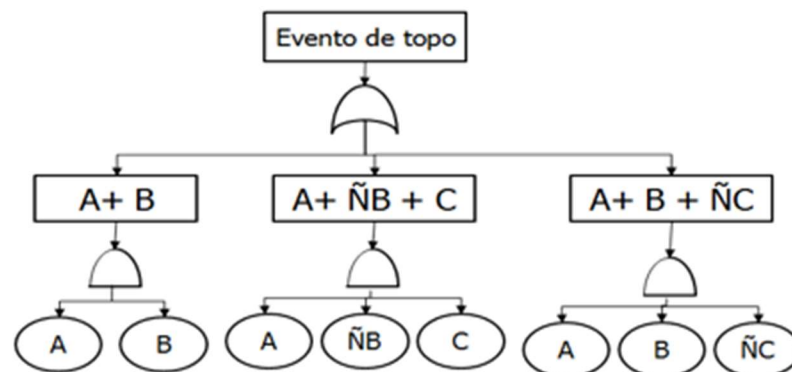 Evento de topo
A+ B
A+ ÑB + C
A+ B + ÑC
A
B
A
ÑB
C
A
B
ÑC